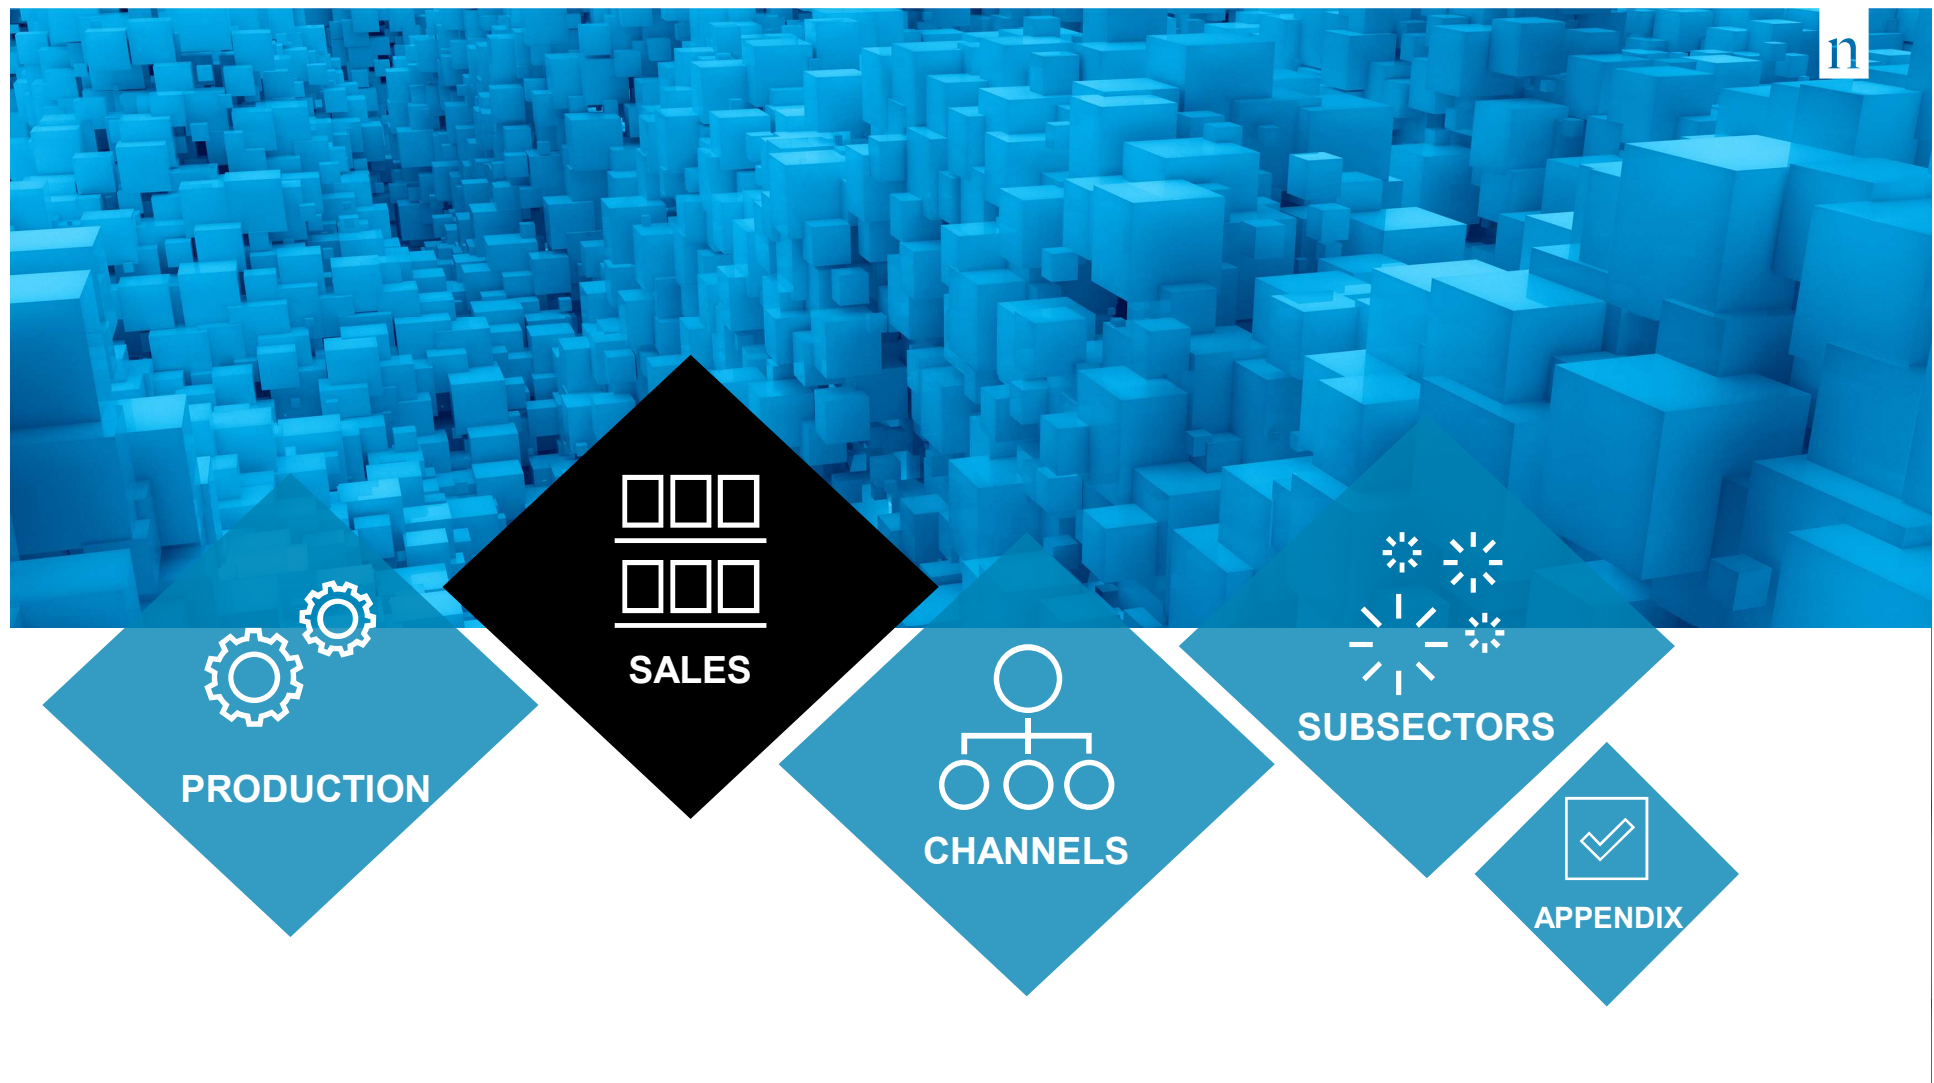 n
SALES
PRODUCTION
CHANNELS
SUBSECTORS
APPENDIX